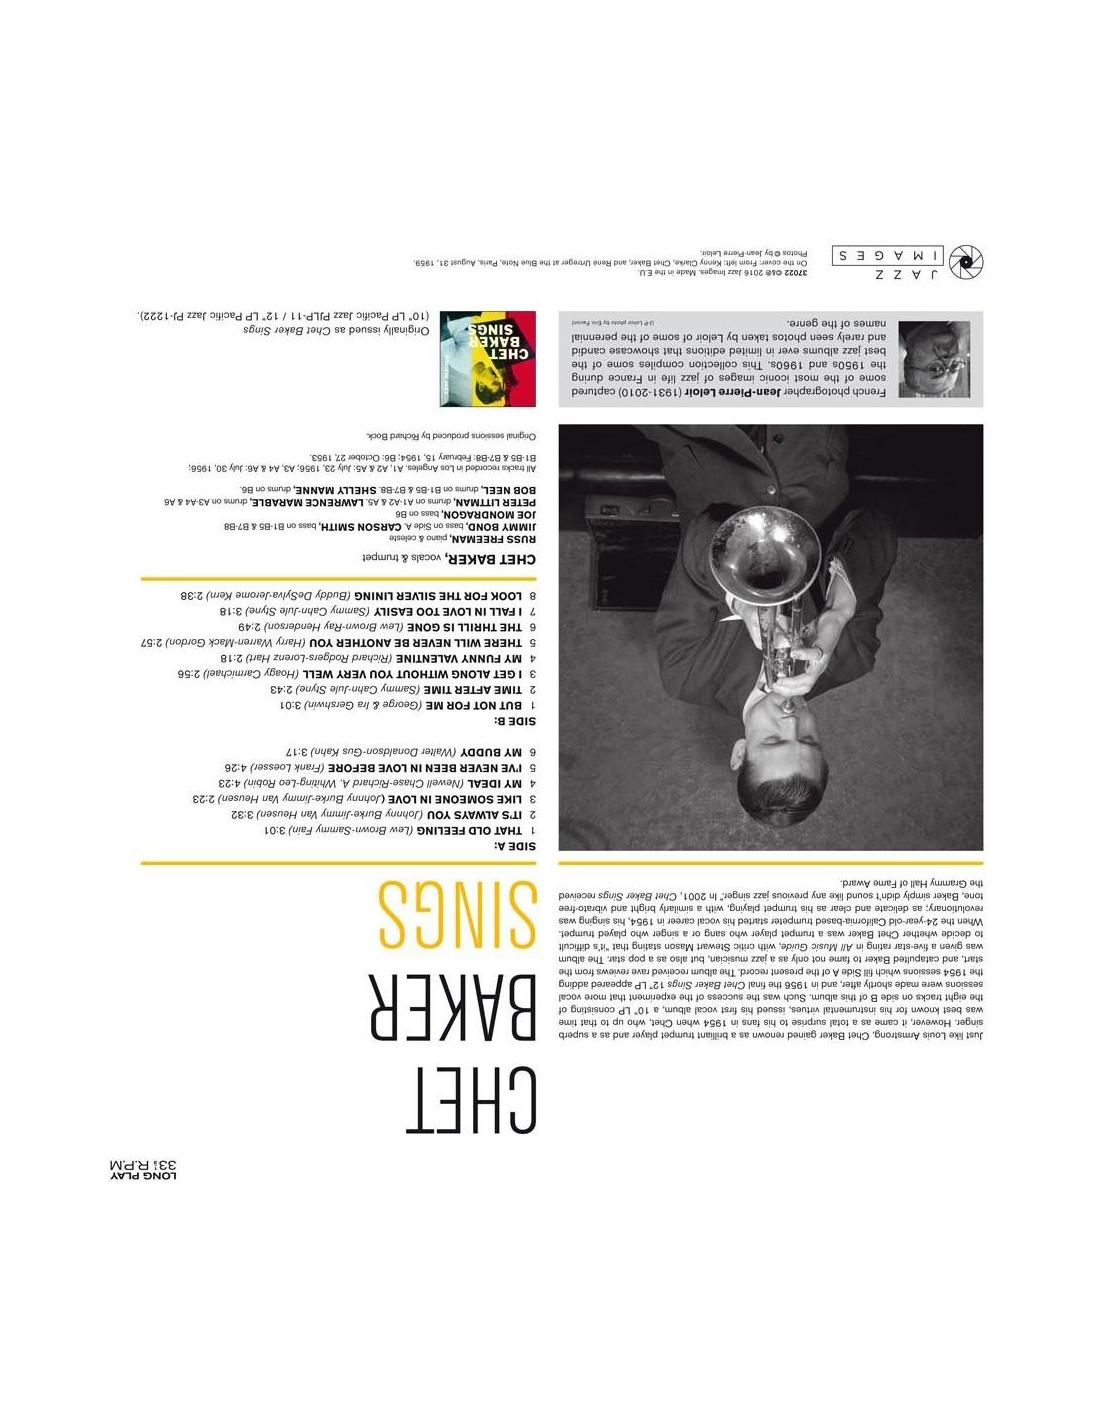 LONG PLAY
33⅓ R.P.M
CHET
BAKER
SINGS
Just like Louis Armstrong, Chet Baker gained renown as a brilliant trumpet player and as a superb
singer. However, it came as a total surprise to his fans in 1954 when Chet, who up to that time
was best known for his instrumental virtues, issued his first vocal album, a 10" LP consisting of
the eight tracks on side B of this album. Such was the success of the experiment that more vocal
sessions were made shortly after, and in 1956 the final Chet Baker Sings 12" LP appeared adding
the 1954 sessions which fill Side A of the present record. The album received rave reviews from the
start, and catapulted Baker to fame not only as a jazz musician, but also as a pop star. The album
was given a five-star rating in All Music Guide, with critic Stewart Mason stating that "it's difficult
to decide whether Chet Baker was a trumpet player who sang or a singer who played trumpet.
When the 24-year-old California-based trumpeter started his vocal career in 1954, his singing was
revolutionary; as delicate and clear as his trumpet playing, with a similarly bright and vibrato-free
tone, Baker simply didn't sound like any previous jazz singer." In 2001, Chet Baker Sings received
the Grammy Hall of Fame Award.
SIDE A:
1 THAT OLD FEELING (Lew Brown-Sammy Fain) 3:01
2 IT'S ALWAYS YOU (Johnny Burke-Jimmy Van Heusen) 3:32
3 LIKE SOMEONE IN LOVE (Johnny Burke-Jimmy Van Heusen) 2:23
4 MY IDEAL (Newell Chase-Richard A. Whiting-Leo Robin) 4:23
5 I'VE NEVER BEEN IN LOVE BEFORE (Frank Loesser) 4:26
6 MY BUDDY (Walter Donaldson-Gus Kahn) 3:17
SIDE B:
1 BUT NOT FOR ME (George & Ira Gershwin) 3:01
2 TIME AFTER TIME (Sammy Cahn-Jule Styne) 2:43
3 I GET ALONG WITHOUT YOU VERY WELL (Hoagy Carmichael) 2:56
4 MY FUNNY VALENTINE (Richard Rodgers-Lorenz Hart) 2:18
5 THERE WILL NEVER BE ANOTHER YOU (Harry Warren-Mack Gordon) 2:57
6 THE THRILL IS GONE (Lew Brown-Ray Henderson) 2:49
7 I FALL IN LOVE TOO EASILY (Sammy Cahn-Jule Styne) 3:18
8 LOOK FOR THE SILVER LINING (Buddy DeSylva-Jerome Kern) 2:38
CHET BAKER, vocals & trumpet
RUSS FREEMAN, piano & celeste
JIMMY BOND, bass on Side A. CARSON SMITH, bass on B1-B5 & B7-B8
JOE MONDRAGON, bass on B6
PETER LITTMAN, drums on A1-A2 & A5. LAWRENCE MARABLE, drums on A3-A4 & A6
BOB NEEL, drums on B1-B5 & B7-B8. SHELLY MANNE, drums on B6.
All tracks recorded in Los Angeles. A1, A2 & A5: July 23, 1956; A3, A4 & A6: July 30, 1956;
B1-B5 & B7-B8: February 15, 1954; B6: October 27, 1953.
Original sessions produced by Richard Bock.
French photographer Jean-Pierre Leloir (1931-2010) captured
some of the most iconic images of jazz life in France during
the 1950s and 1960s. This collection compiles some of the
best jazz albums ever in limited editions that showcase candid
and rarely seen photos taken by Leloir of some of the perennial
names of the genre.
(J-P Leloir photo by Eric Pacon)
CHET
BAKER
SINGS
Originally issued as Chet Baker Sings
(10" LP Pacific Jazz PJLP-11 / 12" LP Pacific Jazz PJ-1222).
JAZZ
IMAGES
37022 ©&℗ 2016 Jazz Images. Made in the E.U.
On the cover: From left: Kenny Clarke, Chet Baker, and René Urtreger at the Blue Note, Paris, August 31, 1959.
Photos © by Jean-Pierre Leloir.